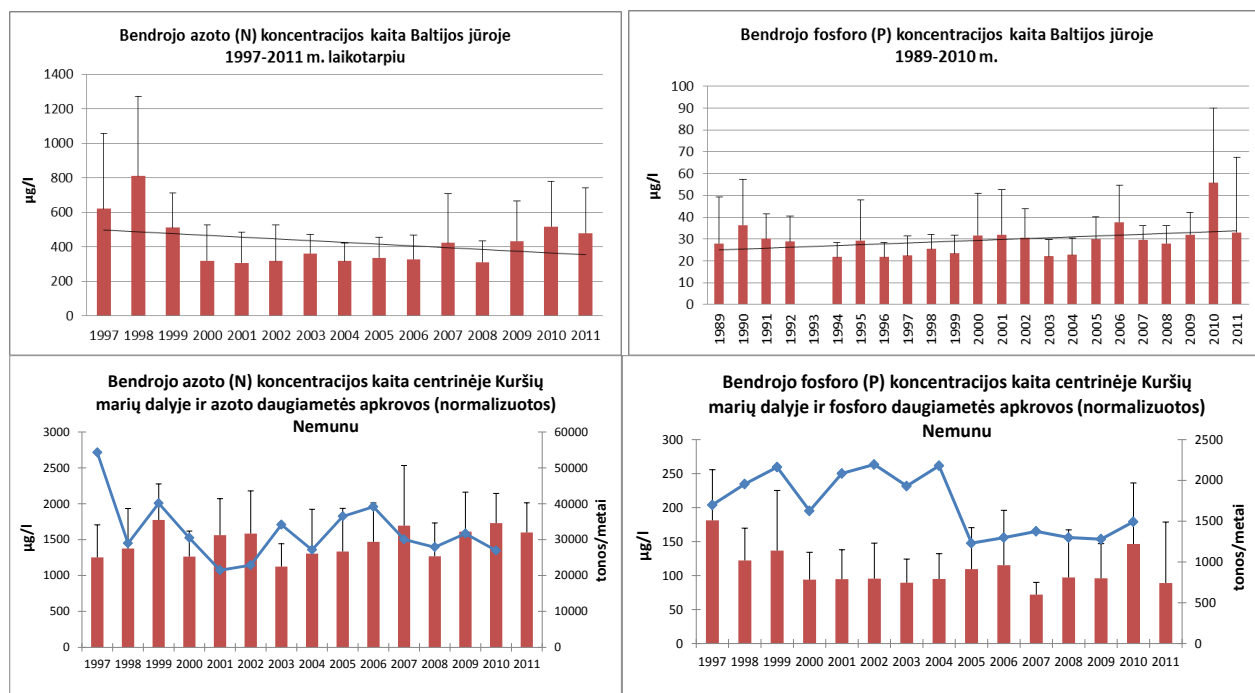 Bendrojo azoto (N) koncentracijos kaita Baltijos jūroje
1997-2011 m. laikotarpiu
1400
1200
1000
800
600
400
200
0
µg/l
1997 1998 1999 2000 2001 2002 2003 2004 2005 2006 2007 2008 2009 2010 2011
Bendrojo fosforo (P) koncentracijos kaita Baltijos jūroje
1989-2010 m.
100
90
80
70
60
50
40
30
20
10
0
µg/l
1989 1990 1991 1992 1993 1994 1995 1996 1997 1998 1999 2000 2001 2002 2003 2004 2005 2006 2007 2008 2009 2010 2011
Bendrojo azoto (N) koncentracijos kaita centrinėje Kuršių
marių dalyje ir azoto daugiametės apkrovos (normalizuotos)
Nemunu
3000
2500
2000
1500
1000
500
0
µg/l
60000
50000
40000
30000
20000
10000
0
tonos/metai
1997 1998 1999 2000 2001 2002 2003 2004 2005 2006 2007 2008 2009 2010 2011
Bendrojo fosforo (P) koncentracijos kaita centrinėje Kuršių
marių dalyje ir fosforo daugiametės apkrovos (normalizuotos)
Nemunu
300
250
200
150
100
50
0
µg/l
2500
2000
1500
1000
500
0
tonos/metai
1997 1998 1999 2000 2001 2002 2003 2004 2005 2006 2007 2008 2009 2010 2011